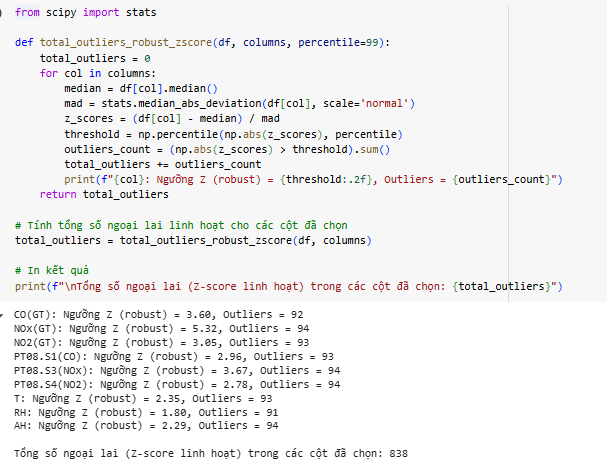 from scipy import stats
def total_outliers_robust_zscore(df, columns, percentile=99):
    total_outliers = 0
    for col in columns:
        median = df[col].median()
        mad = stats.median_abs_deviation(df[col], scale='normal')
        z_scores = (df[col] - median) / mad
        threshold = np.percentile(np.abs(z_scores), percentile)
        outliers_count = (np.abs(z_scores) > threshold).sum()
        total_outliers += outliers_count
        print(f"{col}: Ngưỡng Z (robust) = {threshold:.2f}, Outliers = {outliers_count}")
    return total_outliers
# Tính tổng số ngoại lai linh hoạt cho các cột đã chọn
total_outliers = total_outliers_robust_zscore(df, columns)
# In kết quả
print(f"\nTổng số ngoại lai (Z-score linh hoạt) trong các cột đã chọn: {total_outliers}")
CO(GT): Ngưỡng Z (robust) = 3.60, Outliers = 92
NOx(GT): Ngưỡng Z (robust) = 5.32, Outliers = 94
NO2(GT): Ngưỡng Z (robust) = 3.05, Outliers = 93
PT08.S1(CO): Ngưỡng Z (robust) = 2.96, Outliers = 93
PT08.S3(NOx): Ngưỡng Z (robust) = 3.67, Outliers = 94
PT08.S4(NO2): Ngưỡng Z (robust) = 2.78, Outliers = 94
T: Ngưỡng Z (robust) = 2.35, Outliers = 93
RH: Ngưỡng Z (robust) = 1.80, Outliers = 91
AH: Ngưỡng Z (robust) = 2.29, Outliers = 94
Tổng số ngoại lai (Z-score linh hoạt) trong các cột đã chọn: 838